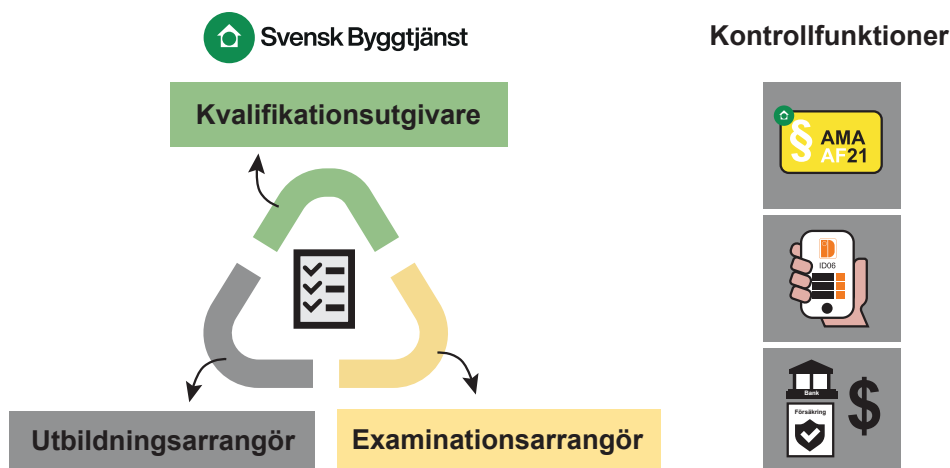 Svensk Byggtjänst
Kvalifikationsutgivare
Utbildningsarrangör
Examinationsarrangör
Kontrollfunktioner
§ AMA
AF21
ID06
Bank
Försäkring
$